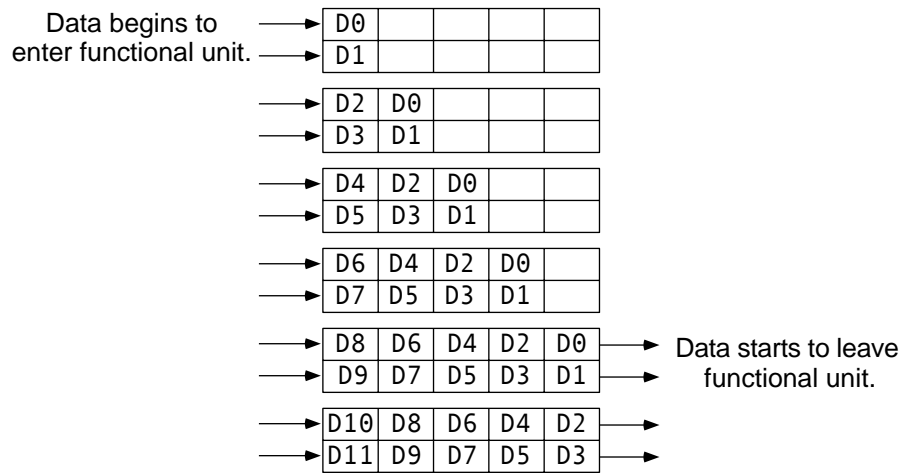 Data begins to
enter functional unit.
D0
D1
D2 D0
D3 D1
D4 D2 D0
D5 D3 D1
D6 D4 D2 D0
D7 D5 D3 D1
D8 D6 D4 D2 D0
D9 D7 D5 D3 D1
Data starts to leave
functional unit.
D10 D8 D6 D4 D2
D11 D9 D7 D5 D3